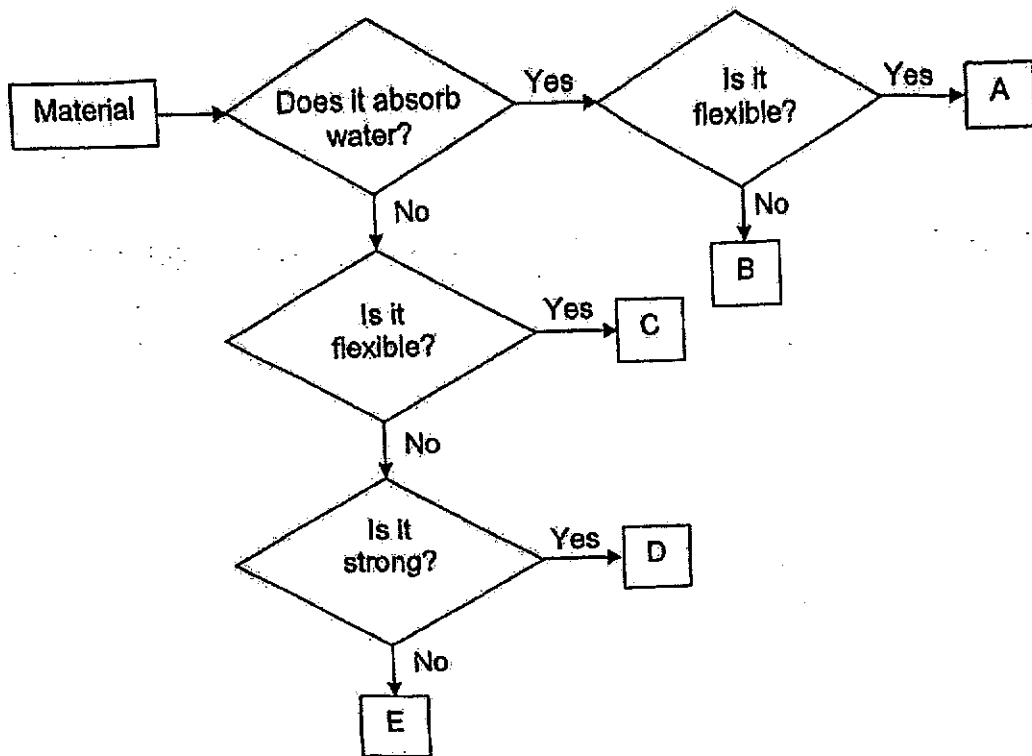 Material
Does it absorb
water?
Yes
Is it
flexible?
Yes
A
No
B
No
Is it
flexible?
Yes
C
No
Is it
strong?
Yes
D
No
E